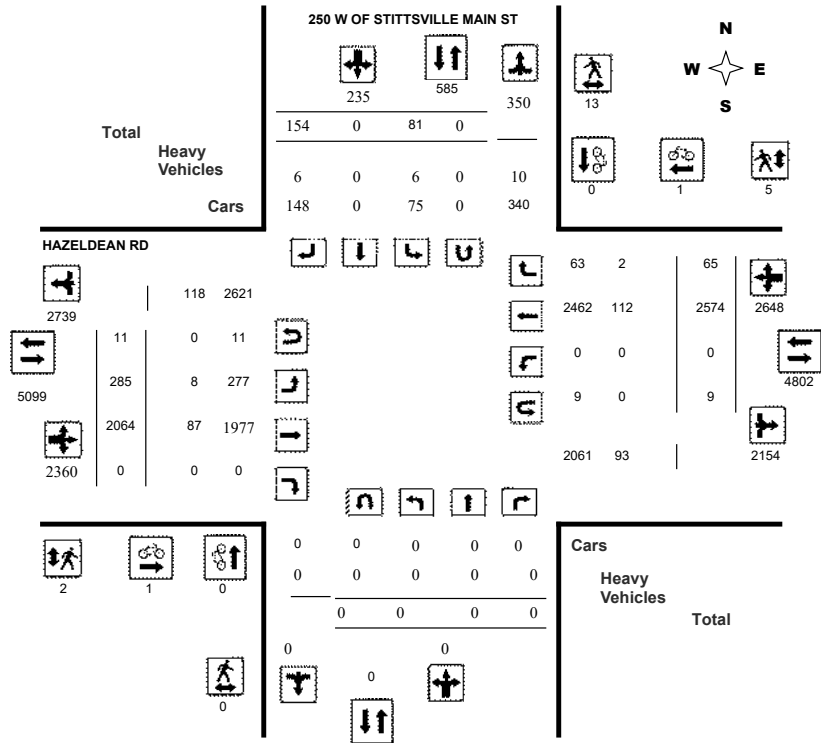 250 W OF STITTSVILLE MAIN ST
N
W E
S
235 585 350 13
Total 154 0 81 0
Heavy
Vehicles 6 0 6 0 10
Cars 148 0 75 0 340
0 1 5
HAZELDEAN RD
2739 118 2621
63 2 65
2462 112 2574 2648
11 0 11
0 0 0
5099 285 8 277
9 0 9 4802
2064 87 1977
2360 0 0 0
2061 93 2154
2 1 0
0 0 0 0 Cars
0 0 0 0 0 Heavy
Vehicles
0 0 0 0 Total
0 0
0
0